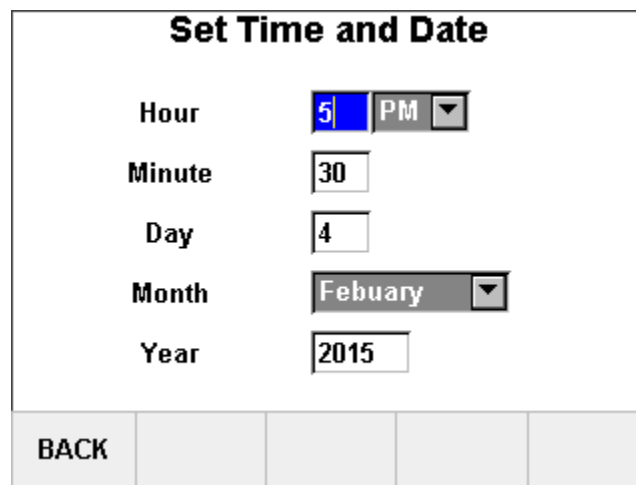 Set Time and Date
Hour 5 PM
Minute 30
Day 4
Month Febuary
Year 2015
BACK